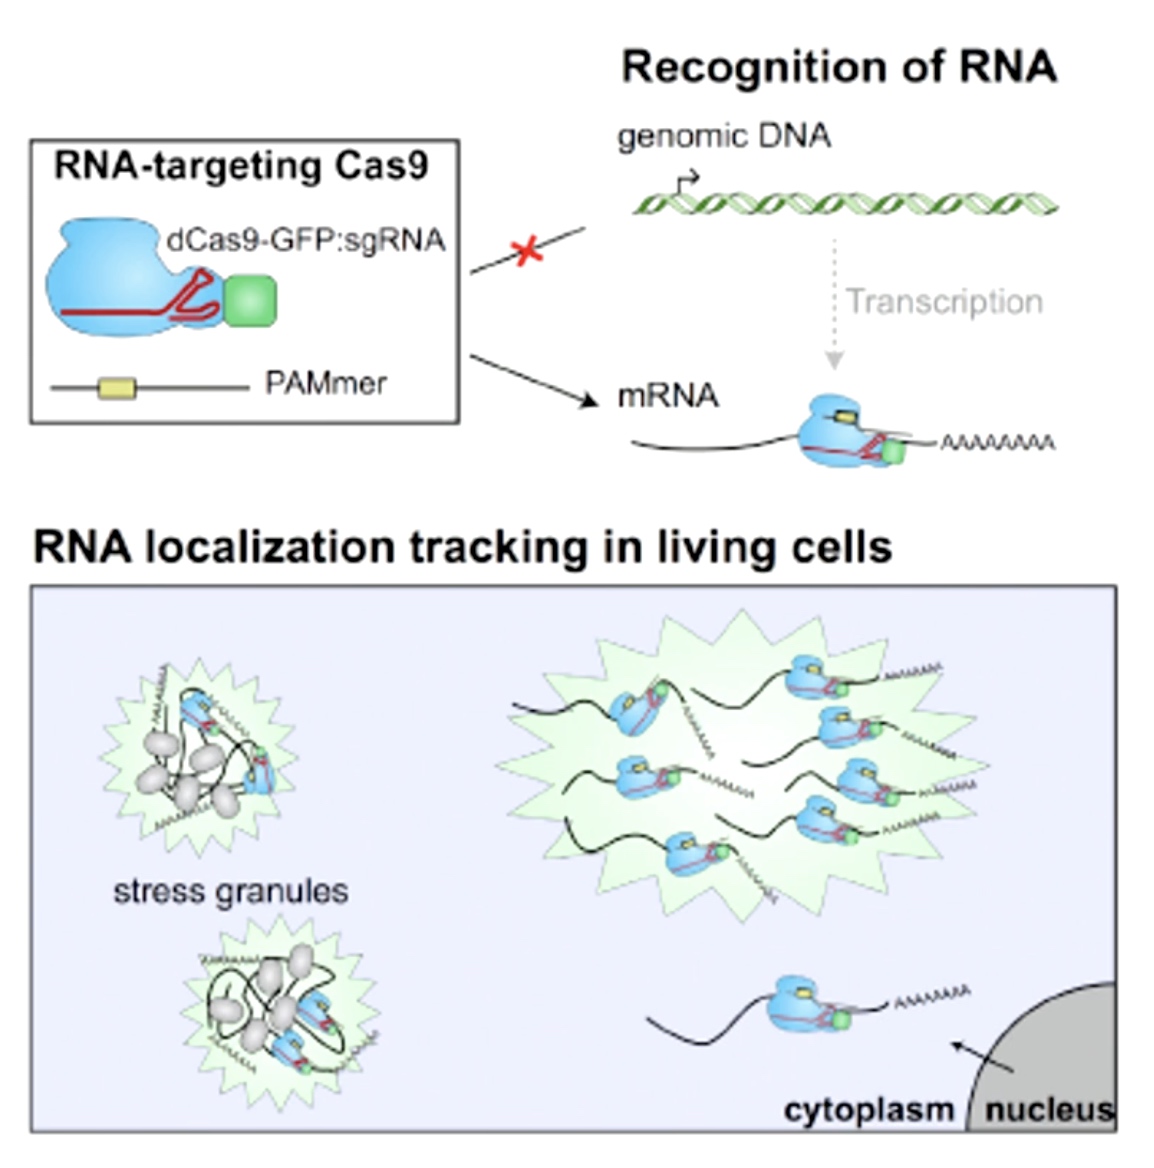 Recognition of RNA
genomic DNA
RNA-targeting Cas9
dCas9-GFP:sgRNA
PAMmer
Transcription
mRNA
AAAAAAAA
RNA localization tracking in living cells
stress granules
AAAAAAAA
cytoplasm
nucleus